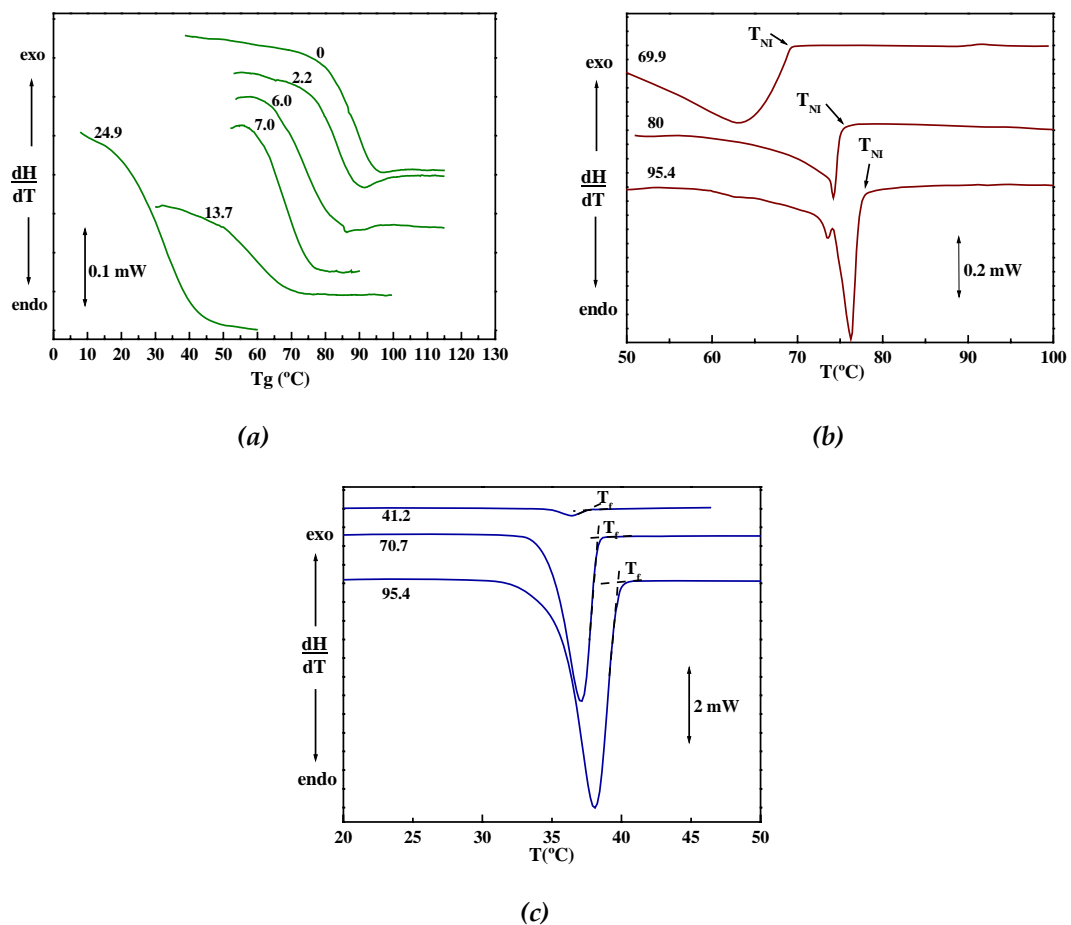 exo
dH
dT
0.1 mW
endo
0
2.2
6.0
7.0
24.9
13.7
0 10 20 30 40 50 60 70 80 90 100 110 120 130
Tg (ºC)
(a)
exo
dH
dT
endo
69.9
80
95.4
T_NI
T_NI
T_NI
0.2 mW
50 60 70 80 90 100
T(ºC)
(b)
exo
dH
dT
endo
41.2
70.7
95.4
T_f
T_f
T_f
2 mW
20 25 30 35 40 45 50
T(ºC)
(c)